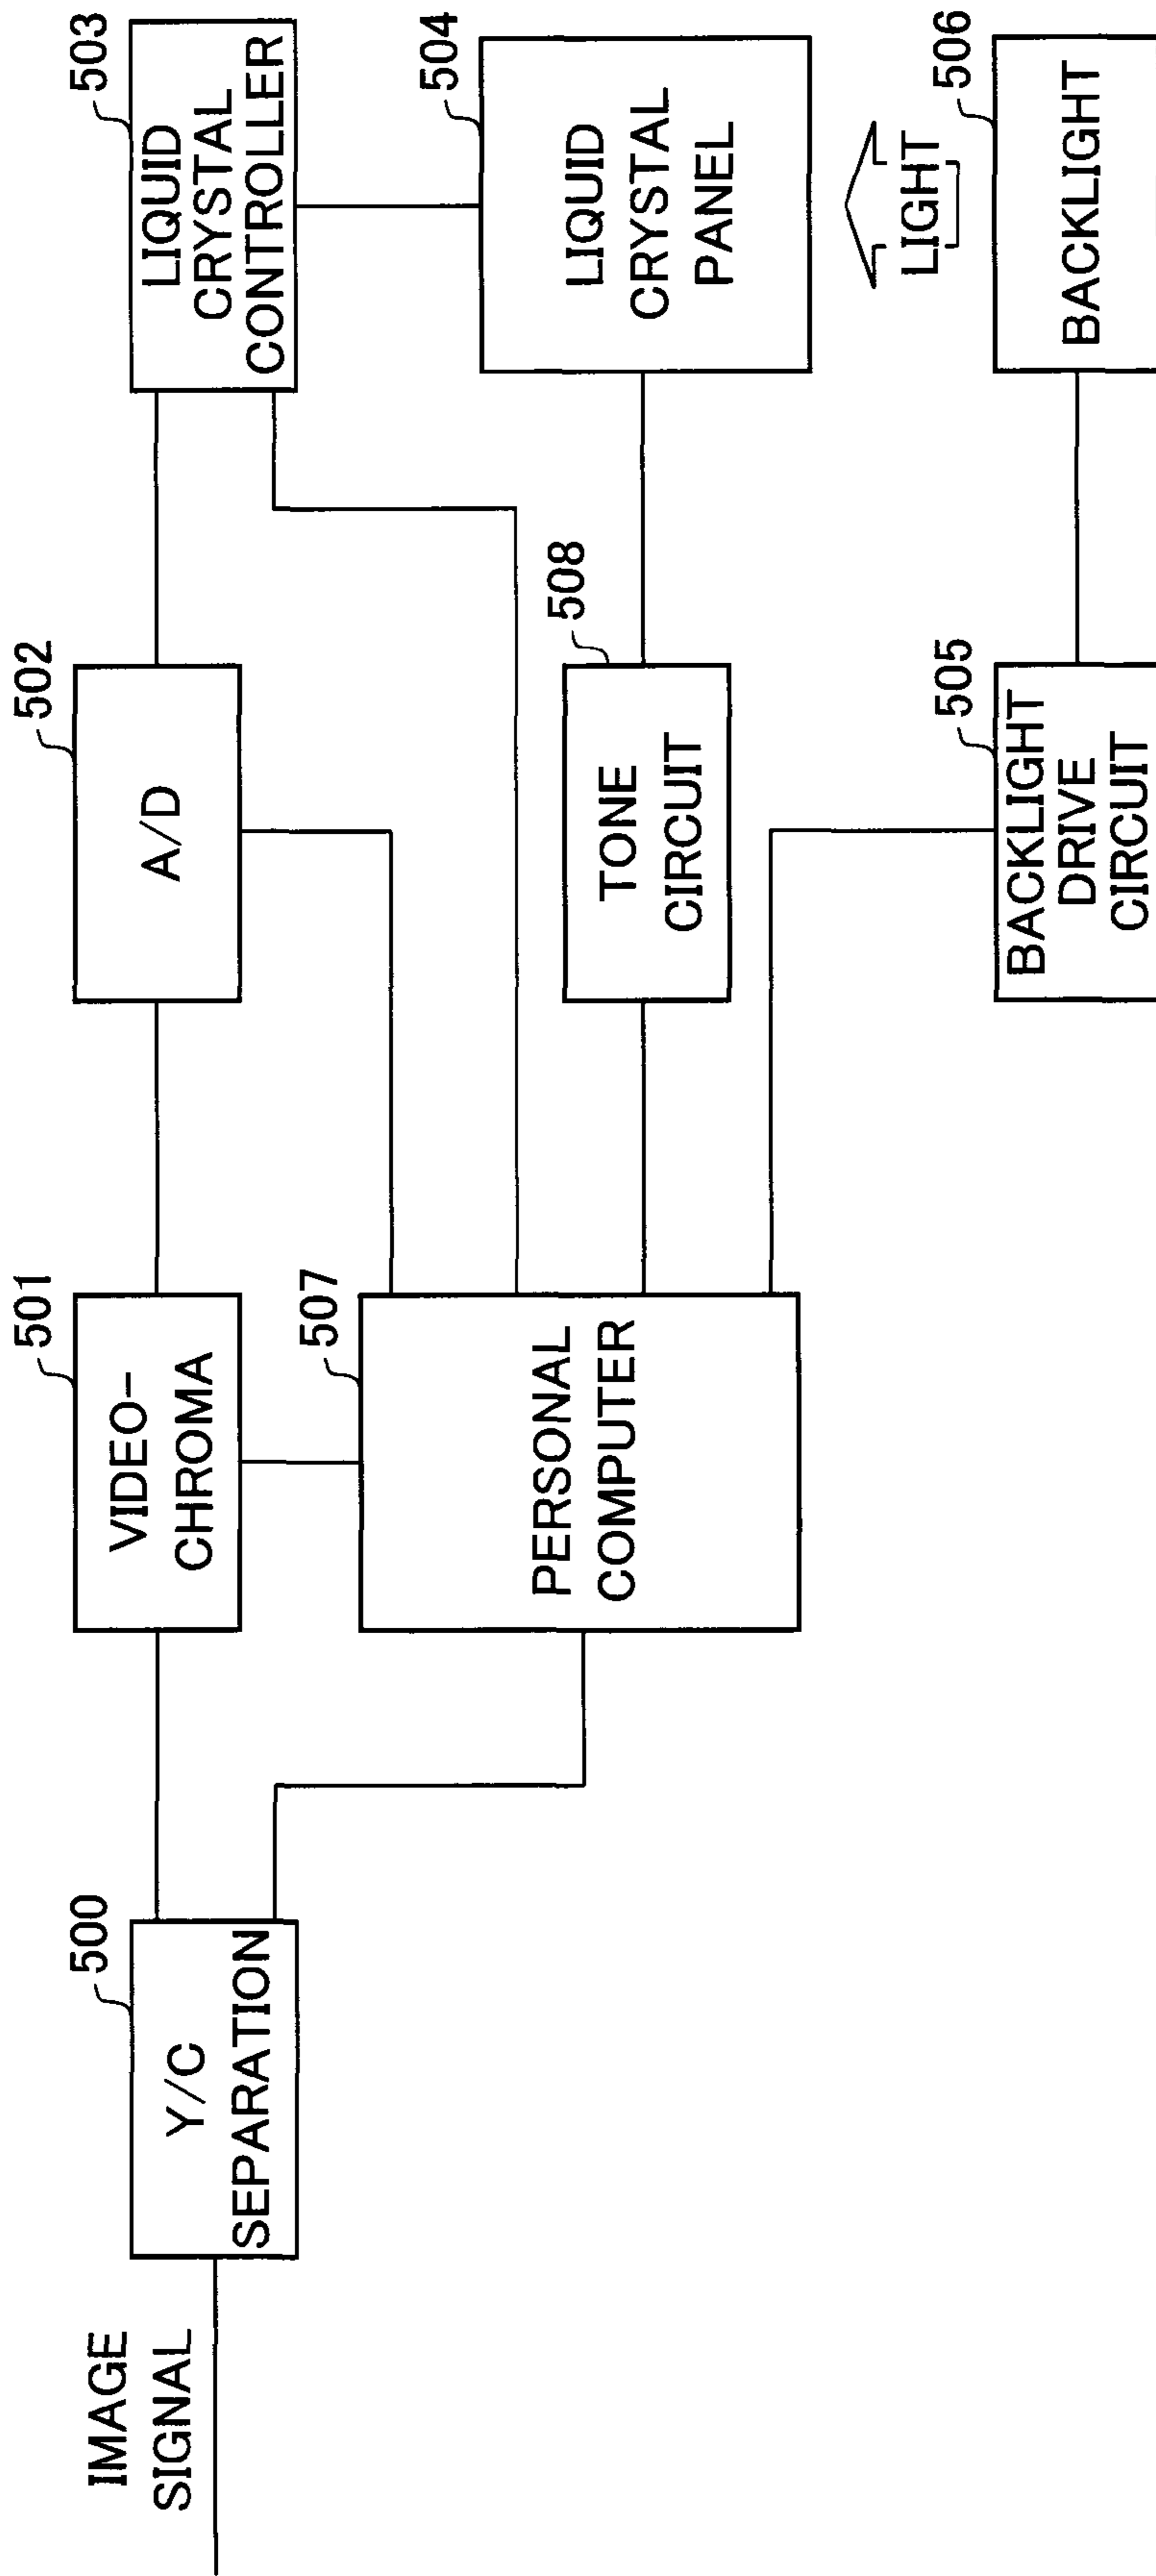 IMAGE
SIGNAL
500
Y/C
SEPARATION
501
VIDEO-
CHROMA
502
A/D
503
LIQUID
CRYSTAL
CONTROLLER
507
PERSONAL
COMPUTER
508
TONE
CIRCUIT
504
LIQUID
CRYSTAL
PANEL
LIGHT
505
BACKLIGHT
DRIVE
CIRCUIT
506
BACKLIGHT